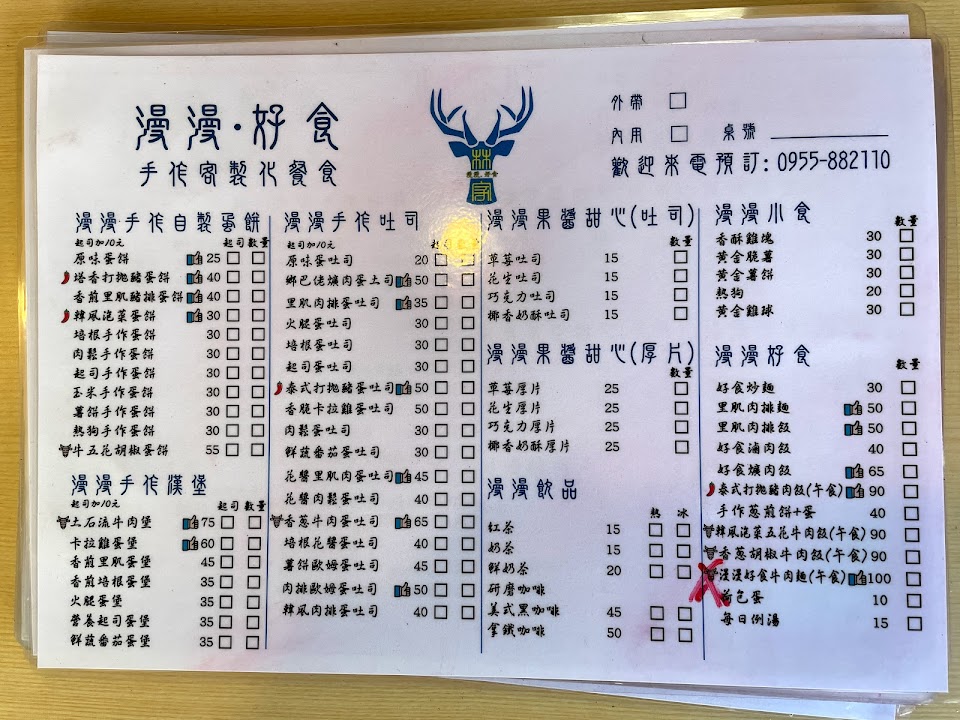 漫漫·好食
手作客製化餐食
林
漫漫.好食
客
外帶 □
內用 □ 桌號
歡迎來電預訂: 0955-882110
漫漫手作自製蛋餅
起司加10元 起司 數量
原味蛋餅 25 □ □
塔香打拋豬蛋餅 40 □ □
香煎里肌豬排蛋餅 40 □ □
韓風泡菜蛋餅 30 □ □
培根手作蛋餅 30 □ □
肉鬆手作蛋餅 30 □ □
起司手作蛋餅 30 □ □
玉米手作蛋餅 30 □ □
薯餅手作蛋餅 30 □ □
熱狗手作蛋餅 30 □ □
牛五花胡椒蛋餅 55 □ □
漫漫手作漢堡
起司加10元 起司 數量
土石流牛肉堡 75 □ □
卡拉雞蛋堡 60 □ □
香煎里肌蛋堡 45 □ □
香煎培根蛋堡 35 □ □
火腿蛋堡 35 □ □
營養起司蛋堡 35 □ □
鮮蔬番茄蛋堡 35 □ □
漫漫手作吐司
起司加10元 起司 數量
原味蛋吐司 20 □ □
鄉巴佬爌肉蛋土司 50 □ □
里肌肉排蛋吐司 35 □ □
火腿蛋吐司 30 □ □
培根蛋吐司 30 □ □
起司蛋吐司 30 □ □
泰式打拋豬蛋吐司 50 □ □
香脆卡拉雞蛋吐司 50 □ □
肉鬆蛋吐司 30 □ □
鮮蔬番茄蛋吐司 30 □ □
花醬里肌肉蛋吐司 45 □ □
花醬肉鬆蛋吐司 40 □ □
香蔥牛肉蛋吐司 65 □ □
培根花醬蛋吐司 40 □ □
薯餅歐姆蛋吐司 40 □ □
肉排歐姆蛋吐司 50 □ □
韓風肉排蛋吐司 40 □ □
漫漫果醬甜心(吐司)
數量
草莓吐司 15 □
花生吐司 15 □
巧克力吐司 15 □
椰香奶酥吐司 15 □
漫漫果醬甜心(厚片)
數量
草莓厚片 25 □
花生厚片 25 □
巧克力厚片 25 □
椰香奶酥厚片 25 □
漫漫飲品
熱 冰
紅茶 15 □ □
奶茶 15 □ □
鮮奶茶 20 □ □
研磨咖啡
美式黑咖啡 45 □ □
拿鐵咖啡 50 □ □
漫漫小食
數量
香酥雞塊 30 □
黃金脆薯 30 □
黃金薯餅 30 □
熱狗 20 □
黃金雞球 30 □
漫漫好食
數量
好食炒麵 30 □
里肌肉排麵 50 □
里肌肉排飯 50 □
好食滷肉飯 40 □
好食爌肉飯 65 □
泰式打拋豬肉飯(午食) 90 □
手作蔥煎餅+蛋 40 □
韓風泡菜五花牛肉飯(午食) 90 □
香蔥胡椒牛肉飯(午食) 90 □
漫漫好食牛肉麵(午食) 100 □
荷包蛋 10 □
每日例湯 15 □